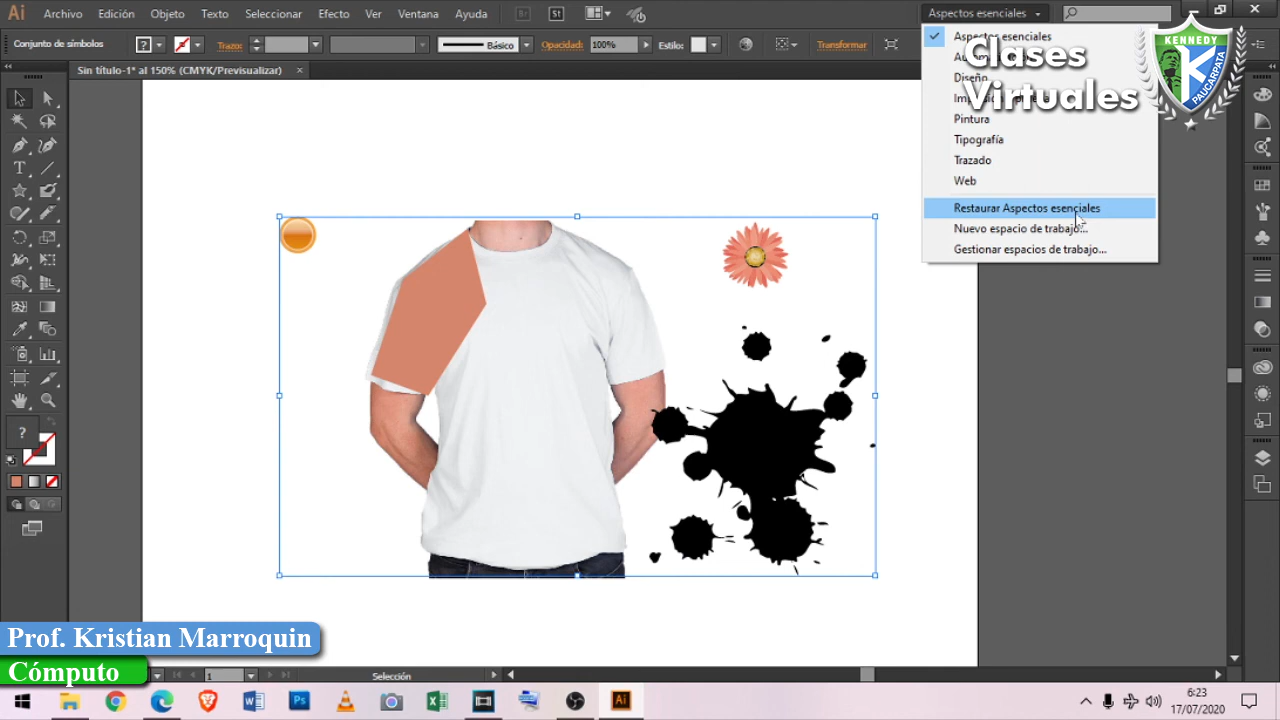 Ai Archivo Edición Objeto Texto Seleccionar Efecto Ver Ventana Ayuda Br St Aspectos esenciales
Conjunto de símbolos ? Trazo: Básico Opacidad: 100% Estilo: Transformar
Sin título-1* al 150% (CMYK/Previsualizar) ×
Aspectos esenciales
Diseño
Pintura
Tipografía
Trazado
Web
Restaurar Aspectos esenciales
Nuevo espacio de trabajo...
Gestionar espacios de trabajo...
Clases
Virtuales
KENNEDY
PAUCARPATA
?
Prof. Kristian Marroquin
Cómputo
1 Selección
6:23
17/07/2020